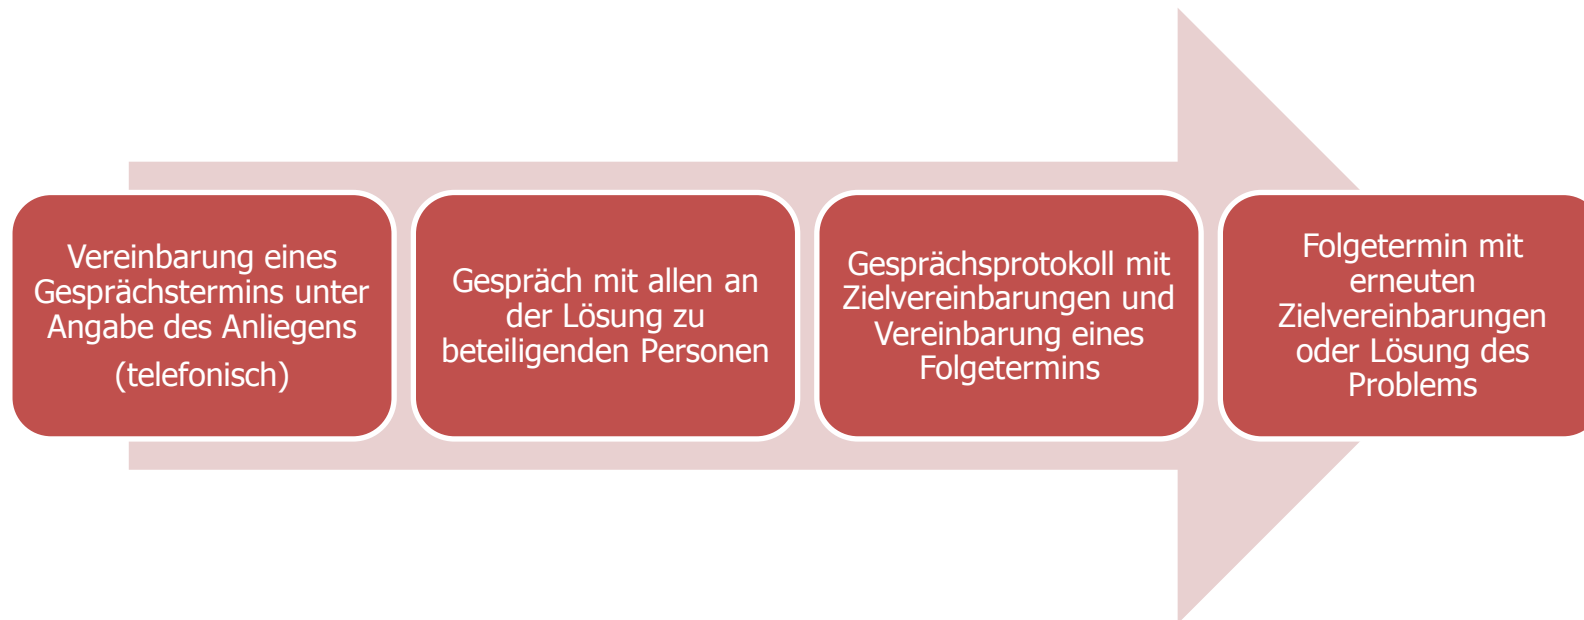 Vereinbarung eines
Gesprächstermins unter
Angabe des Anliegens
(telefonisch)
Gespräch mit allen an
der Lösung zu
beteiligenden Personen
Gesprächsprotokoll mit
Zielvereinbarungen und
Vereinbarung eines
Folgetermins
Folgetermin mit
erneuten
Zielvereinbarungen
oder Lösung des
Problems